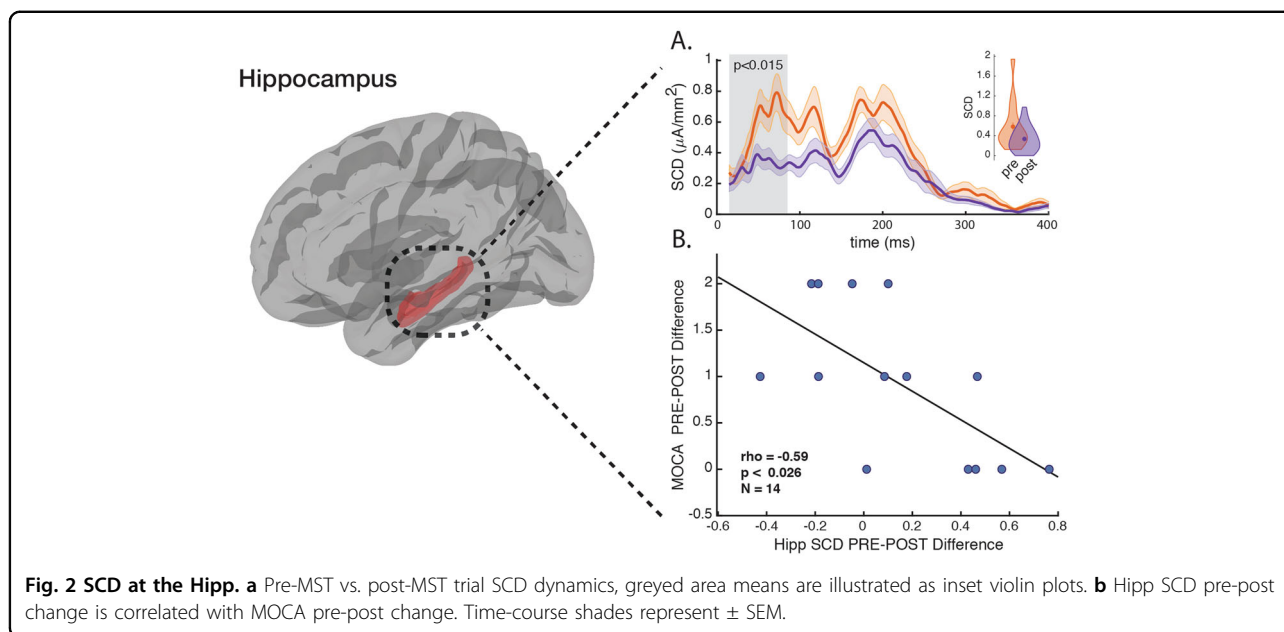 Hippocampus
A.
p<0.015
SCD (μA/mm²)
1
0.8
0.6
0.4
0.2
0
0
100
200
300
400
time (ms)
SCD
2
1.6
1.2
0.8
0.4
0
pre
post
B.
MOCA PRE-POST Difference
2
1.5
1
0.5
0
-0.5
rho = -0.59
p < 0.026
N = 14
-0.6
-0.4
-0.2
0
0.2
0.4
0.6
0.8
Hipp SCD PRE-POST Difference
Fig. 2 SCD at the Hipp. a Pre-MST vs. post-MST trial SCD dynamics, greyed area means are illustrated as inset violin plots. b Hipp SCD pre-post
change is correlated with MOCA pre-post change. Time-course shades represent ± SEM.